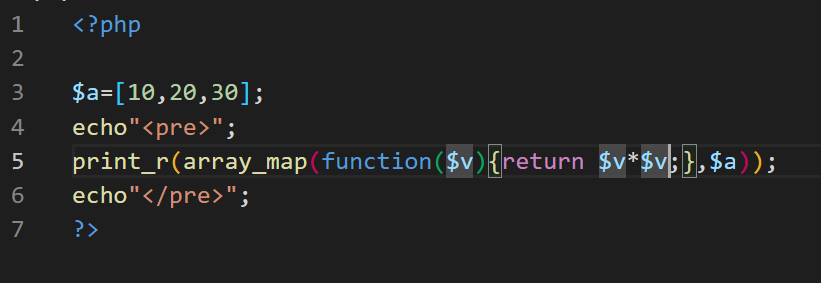 1 <?php
2
3 $a=[10,20,30];
4 echo"<pre>";
5 print_r(array_map(function($v){return $v*$v;},$a));
6 echo"</pre>";
7 ?>